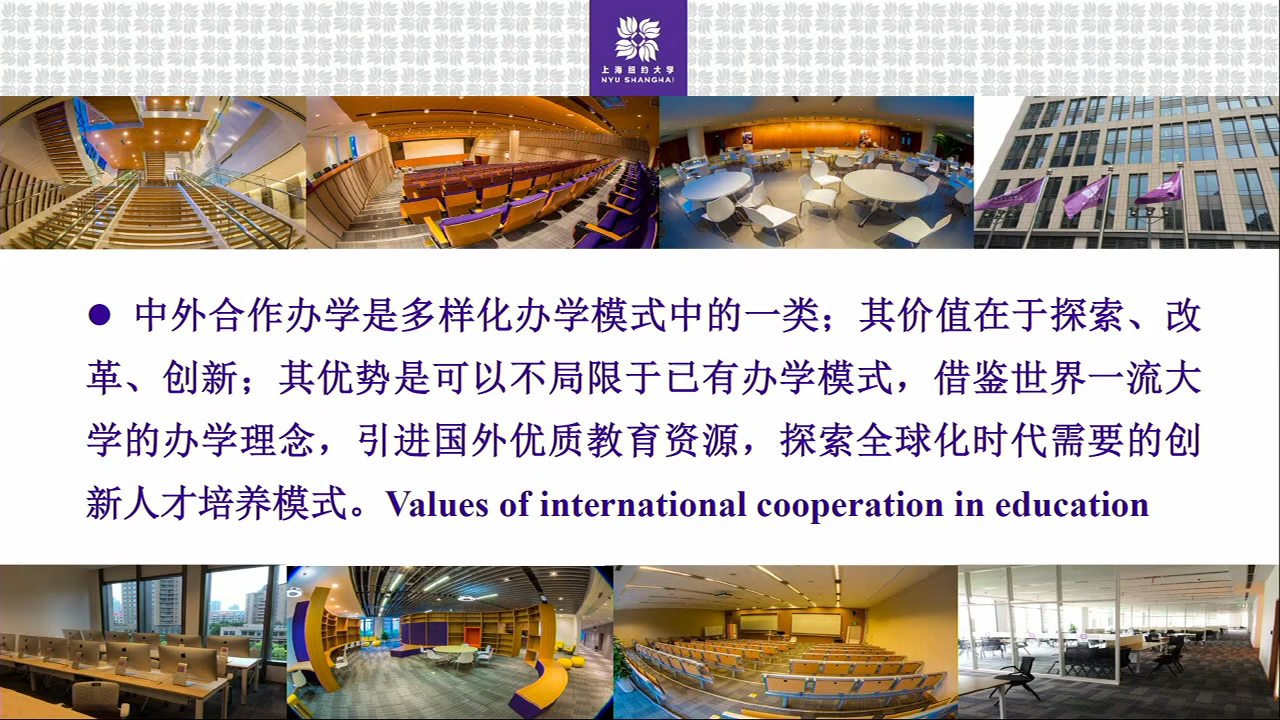 上海纽约大学
NYU SHANGHAI
● 中外合作办学是多样化办学模式中的一类；其价值在于探索、改
革、创新；其优势是可以不局限于已有办学模式，借鉴世界一流大
学的办学理念，引进国外优质教育资源，探索全球化时代需要的创
新人才培养模式。Values of international cooperation in education